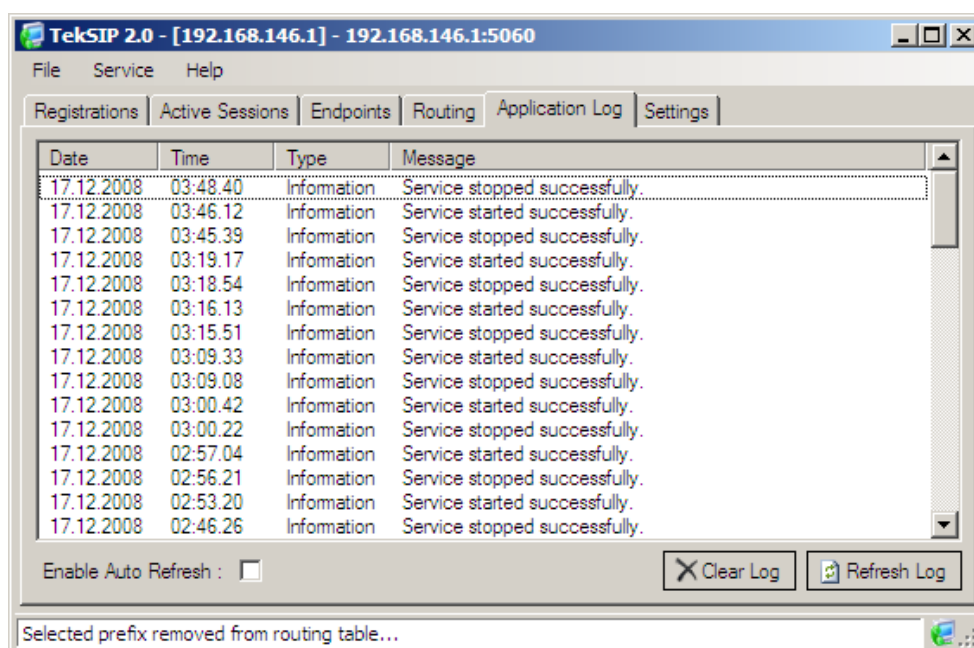 TekSIP 2.0 - [192.168.146.1] - 192.168.146.1:5060
File Service Help
Registrations Active Sessions Endpoints Routing Application Log Settings
Date Time Type Message
17.12.2008 03:48.40 Information Service stopped successfully.
17.12.2008 03:46.12 Information Service started successfully.
17.12.2008 03:45.39 Information Service stopped successfully.
17.12.2008 03:19.17 Information Service started successfully.
17.12.2008 03:18.54 Information Service stopped successfully.
17.12.2008 03:16.13 Information Service started successfully.
17.12.2008 03:15.51 Information Service stopped successfully.
17.12.2008 03:09.33 Information Service started successfully.
17.12.2008 03:09.08 Information Service stopped successfully.
17.12.2008 03:00.42 Information Service started successfully.
17.12.2008 03:00.22 Information Service stopped successfully.
17.12.2008 02:57.04 Information Service started successfully.
17.12.2008 02:56.21 Information Service stopped successfully.
17.12.2008 02:53.20 Information Service started successfully.
17.12.2008 02:46.26 Information Service stopped successfully.
Enable Auto Refresh : Clear Log Refresh Log
Selected prefix removed from routing table...